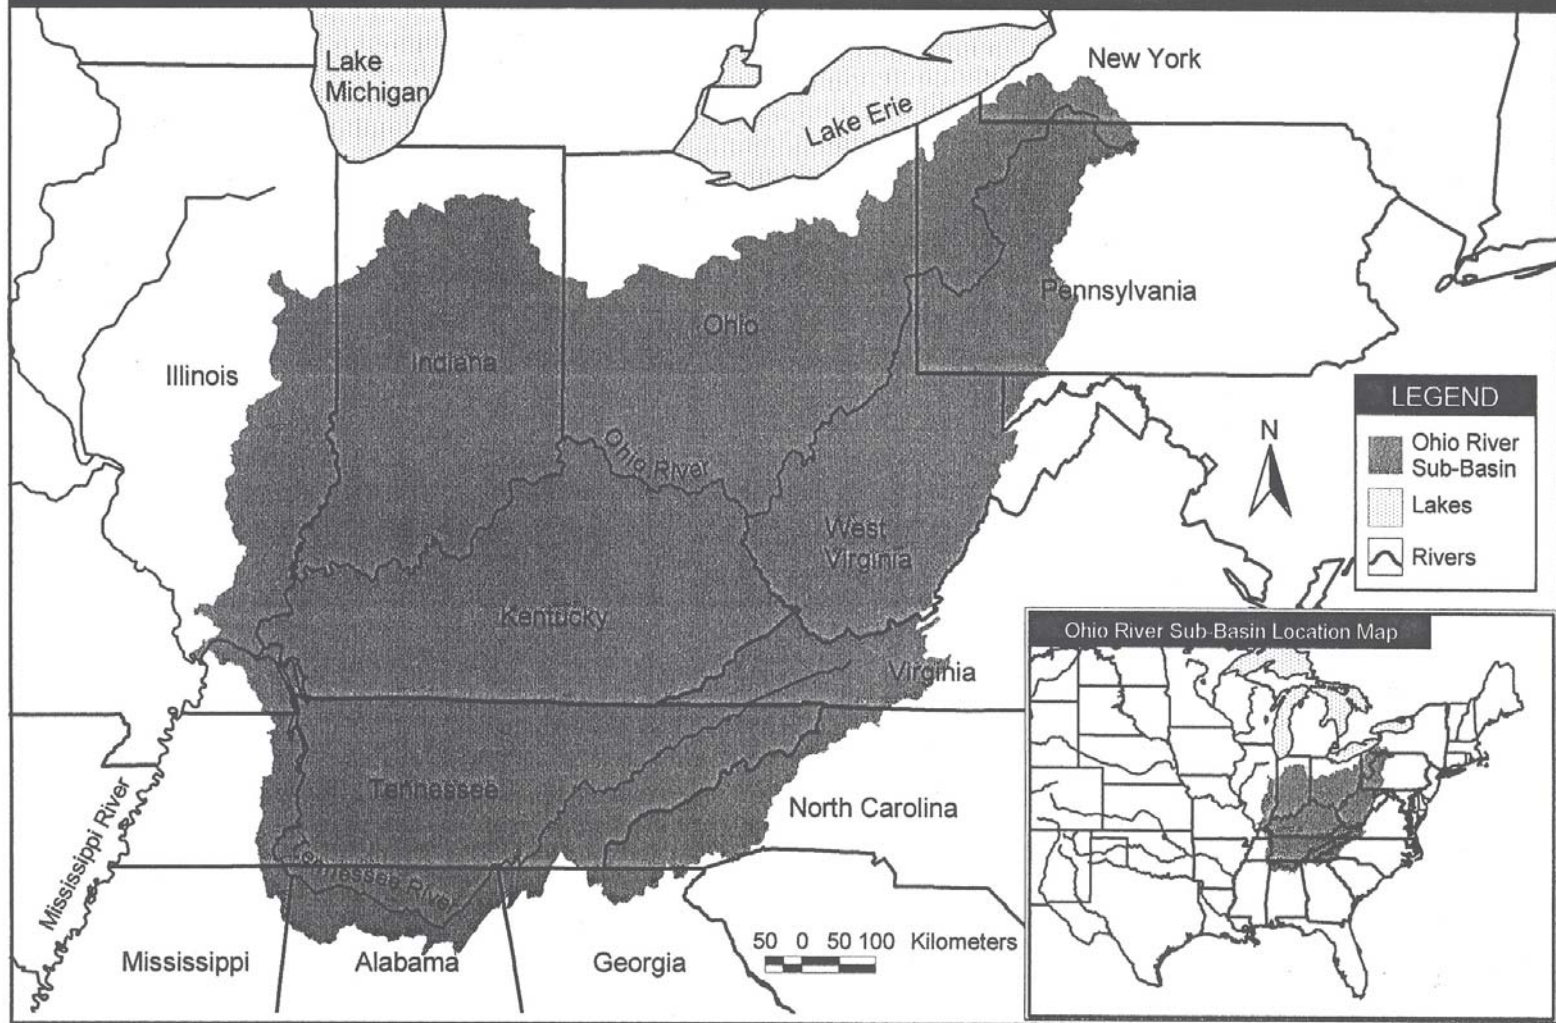 Lake
Michigan
Lake Erie
New York
Pennsylvania
Ohio
Indiana
Illinois
Ohio River
West
Virginia
Kentucky
Virginia
Tennessee
North Carolina
Tennessee River
Mississippi River
Mississippi
Alabama
Georgia
50 0 50 100 Kilometers
N
LEGEND
Ohio River
Sub-Basin
Lakes
Rivers
Ohio River Sub-Basin Location Map